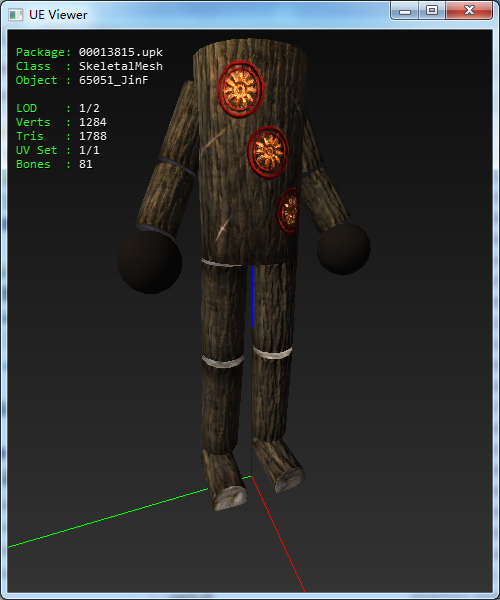 UE Viewer
Package: 00013815.upk
Class  : SkeletalMesh
Object : 65051_JinF
LOD    : 1/2
Verts  : 1284
Tris   : 1788
UV Set : 1/1
Bones  : 81